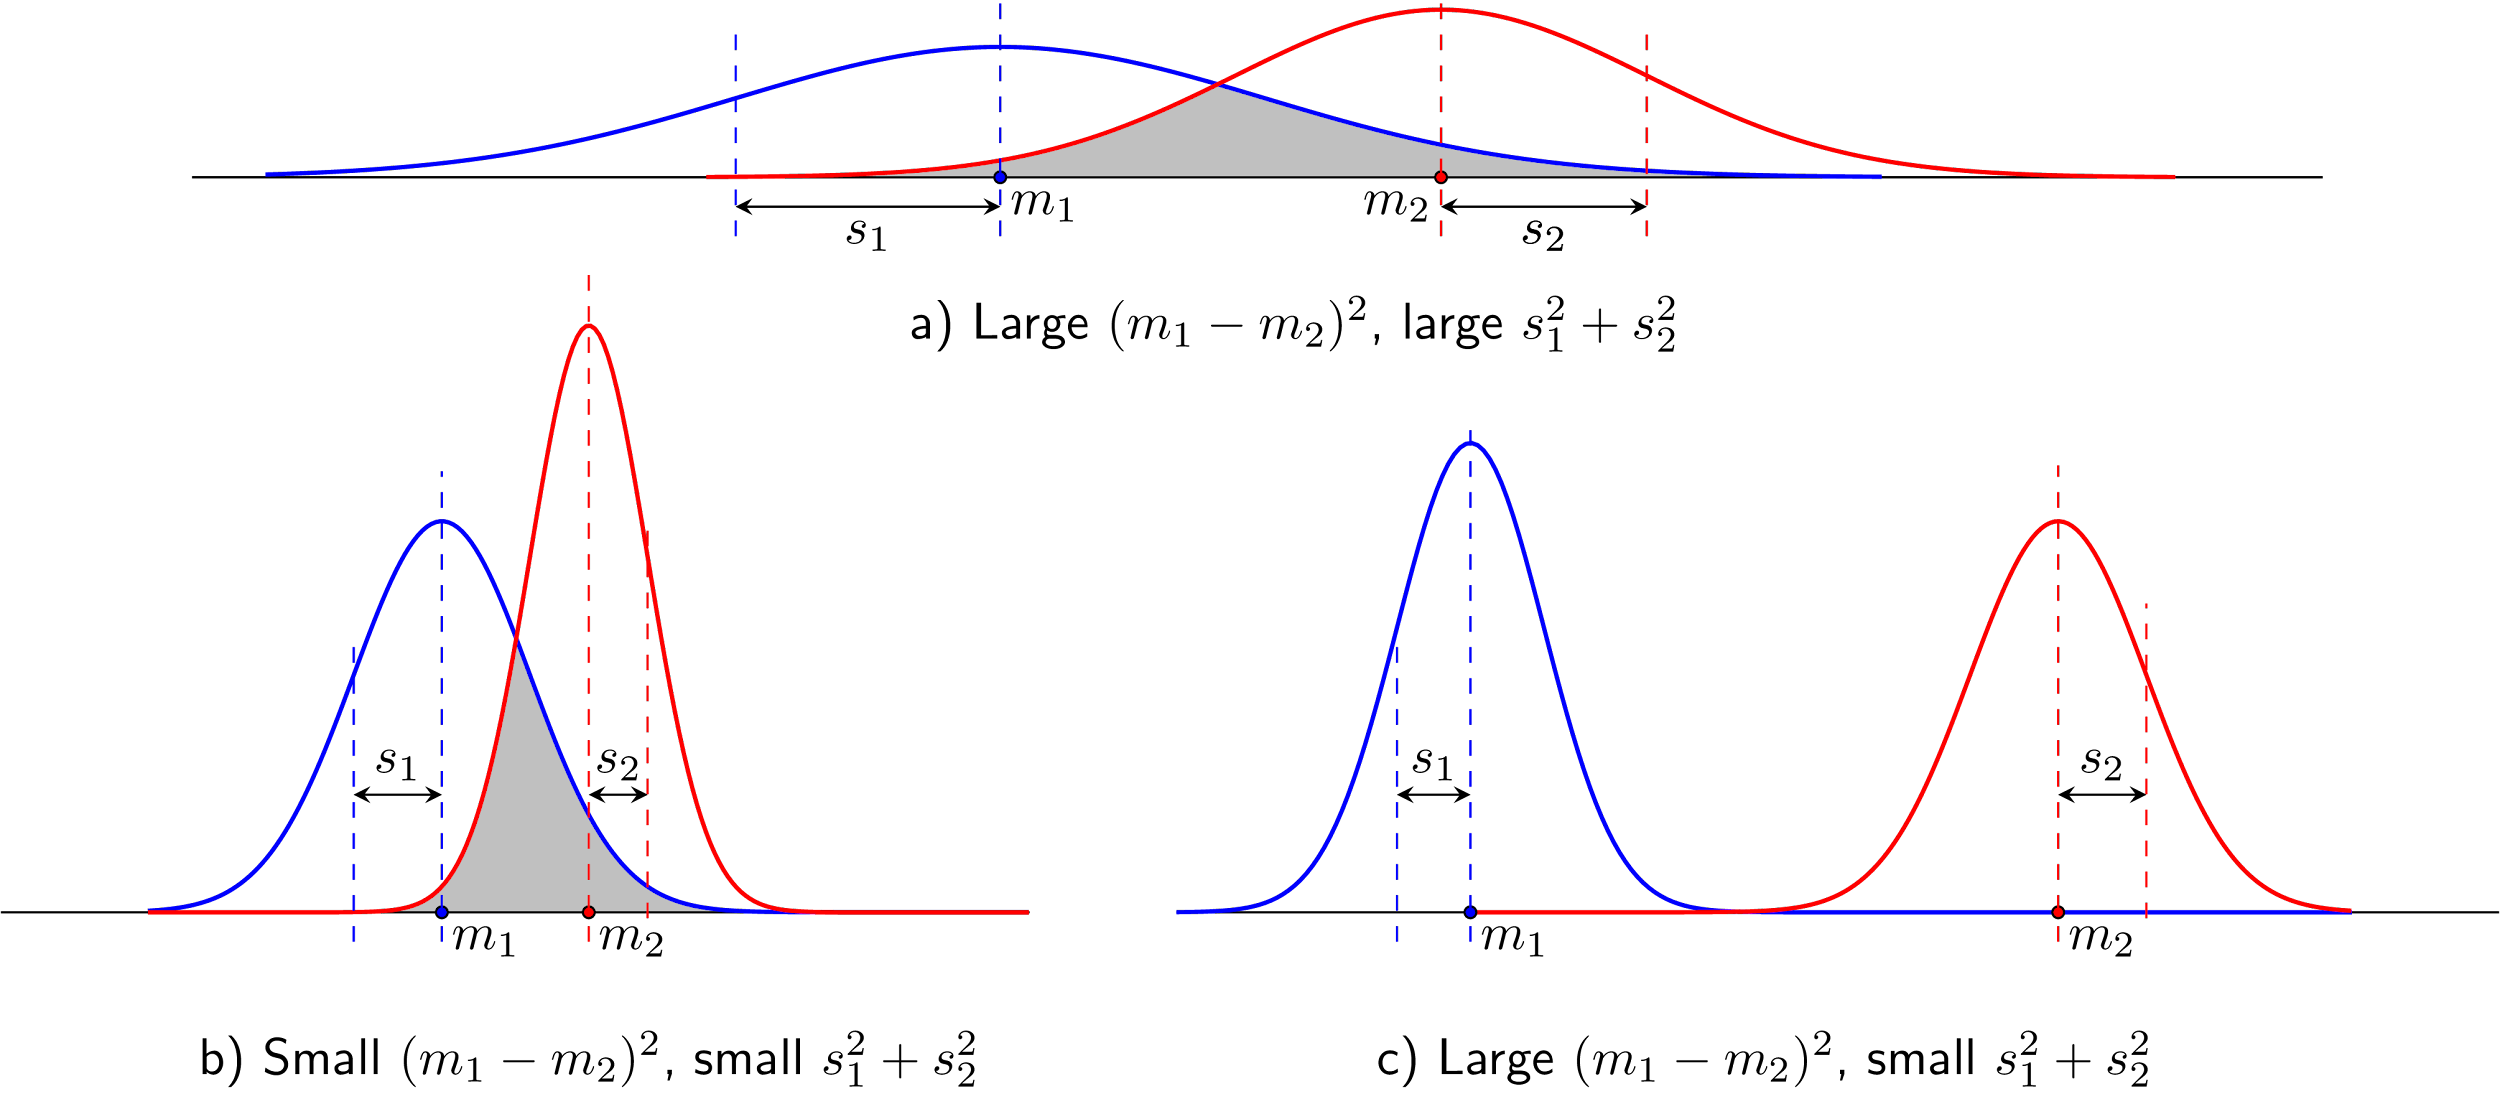 m₁ m₂
s₁ s₂
a) Large (m₁ − m₂)², large s₁² + s₂²
s₁ s₂ s₁ s₂
m₁ m₂ m₁ m₂
b) Small (m₁ − m₂)², small s₁² + s₂²
c) Large (m₁ − m₂)², small s₁² + s₂²